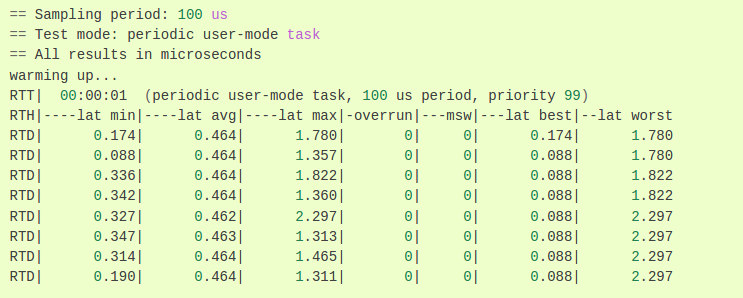 == Sampling period: 100 us
== Test mode: periodic user-mode task
== All results in microseconds
warming up...
RTT|  00:00:01  (periodic user-mode task, 100 us period, priority 99)
RTH|----lat min|----lat avg|----lat max|-overrun|---msw|---lat best|--lat worst
RTD|      0.174|      0.464|      1.780|       0|     0|      0.174|      1.780
RTD|      0.088|      0.464|      1.357|       0|     0|      0.088|      1.780
RTD|      0.336|      0.464|      1.822|       0|     0|      0.088|      1.822
RTD|      0.342|      0.464|      1.360|       0|     0|      0.088|      1.822
RTD|      0.327|      0.462|      2.297|       0|     0|      0.088|      2.297
RTD|      0.347|      0.463|      1.313|       0|     0|      0.088|      2.297
RTD|      0.314|      0.464|      1.465|       0|     0|      0.088|      2.297
RTD|      0.190|      0.464|      1.311|       0|     0|      0.088|      2.297